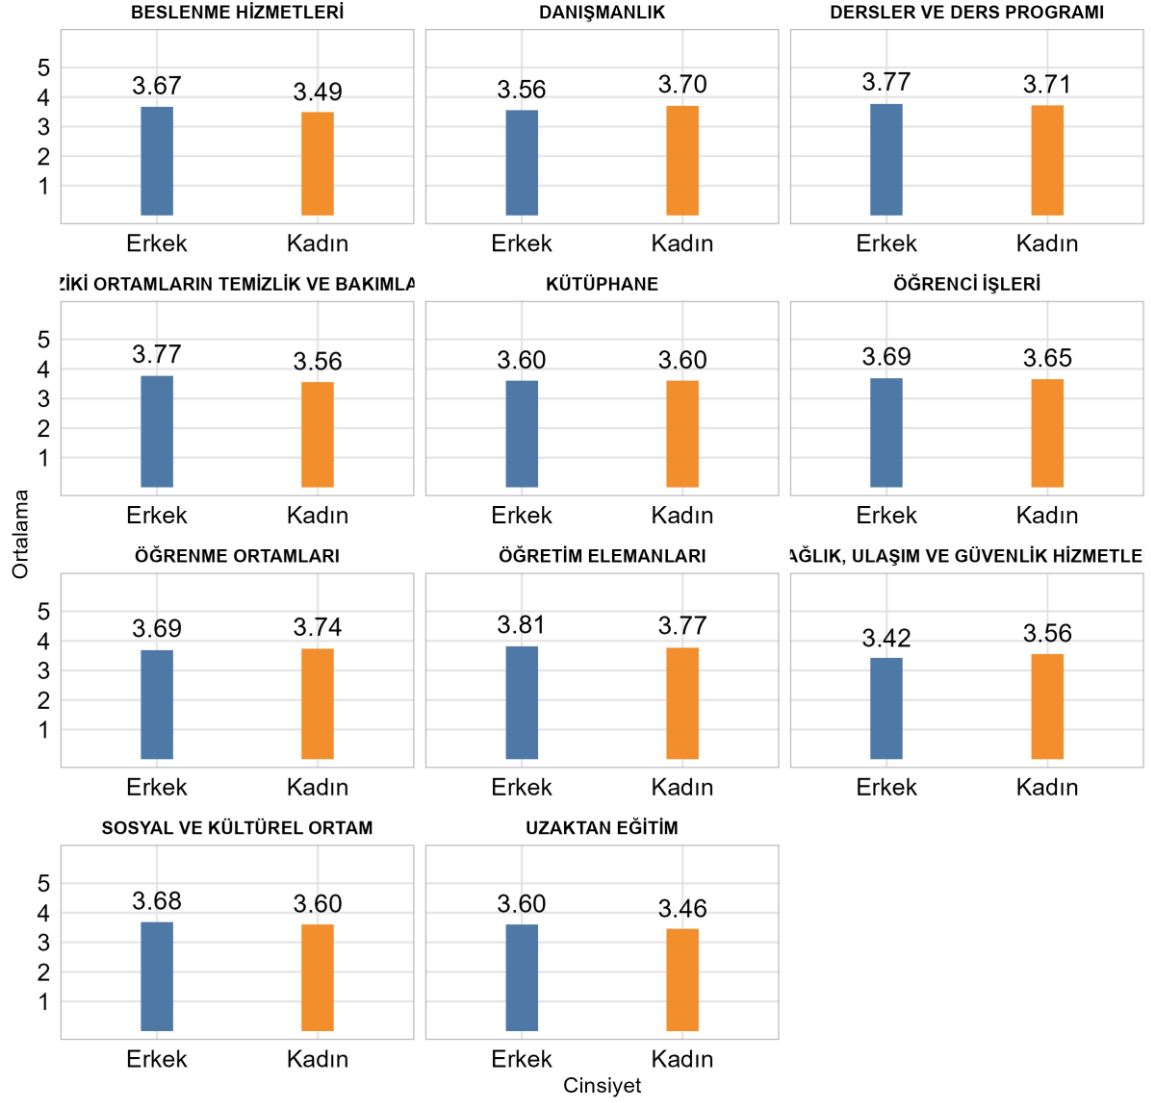 BESLENME HİZMETLERİ
DANIŞMANLIK
DERSLER VE DERS PROGRAMI
5
4
3
2
1
3.67
3.49
3.56
3.70
3.77
3.71
Erkek
Kadın
Erkek
Kadın
Erkek
Kadın
ZİKİ ORTAMLARIN TEMİZLİK VE BAKIMLA
KÜTÜPHANE
ÖĞRENCİ İŞLERİ
5
4
3
2
1
3.77
3.56
3.60
3.60
3.69
3.65
Erkek
Kadın
Erkek
Kadın
Erkek
Kadın
Ortalama
ÖĞRENME ORTAMLARI
ÖĞRETİM ELEMANLARI
AĞLIK, ULAŞIM VE GÜVENLİK HİZMETLE
5
4
3
2
1
3.69
3.74
3.81
3.77
3.42
3.56
Erkek
Kadın
Erkek
Kadın
Erkek
Kadın
SOSYAL VE KÜLTÜREL ORTAM
UZAKTAN EĞİTİM
5
4
3
2
1
3.68
3.60
3.60
3.46
Erkek
Kadın
Erkek
Kadın
Cinsiyet